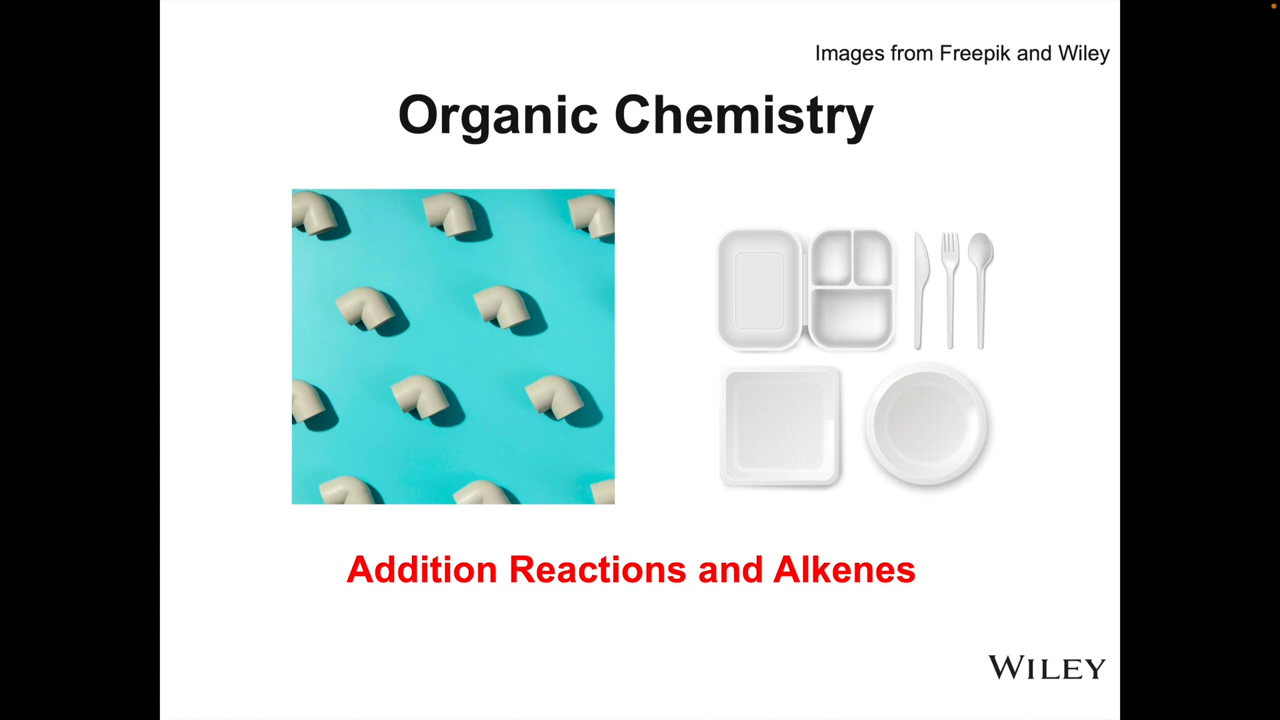 Images from Freepik and Wiley
Organic Chemistry
Addition Reactions and Alkenes
WILEY